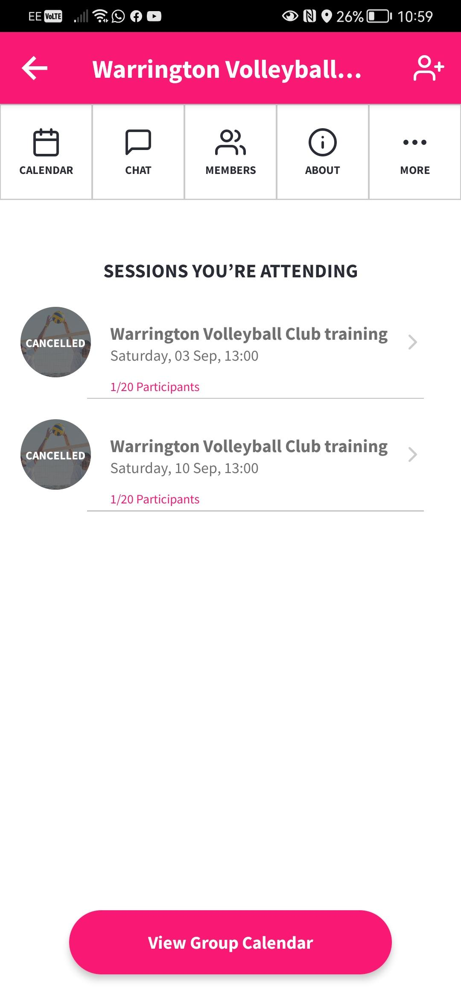 EE VoLTE 26% 10:59
Warrington Volleyball...
CALENDAR CHAT MEMBERS ABOUT MORE
SESSIONS YOU’RE ATTENDING
CANCELLED
Warrington Volleyball Club training
Saturday, 03 Sep, 13:00
1/20 Participants
CANCELLED
Warrington Volleyball Club training
Saturday, 10 Sep, 13:00
1/20 Participants
View Group Calendar